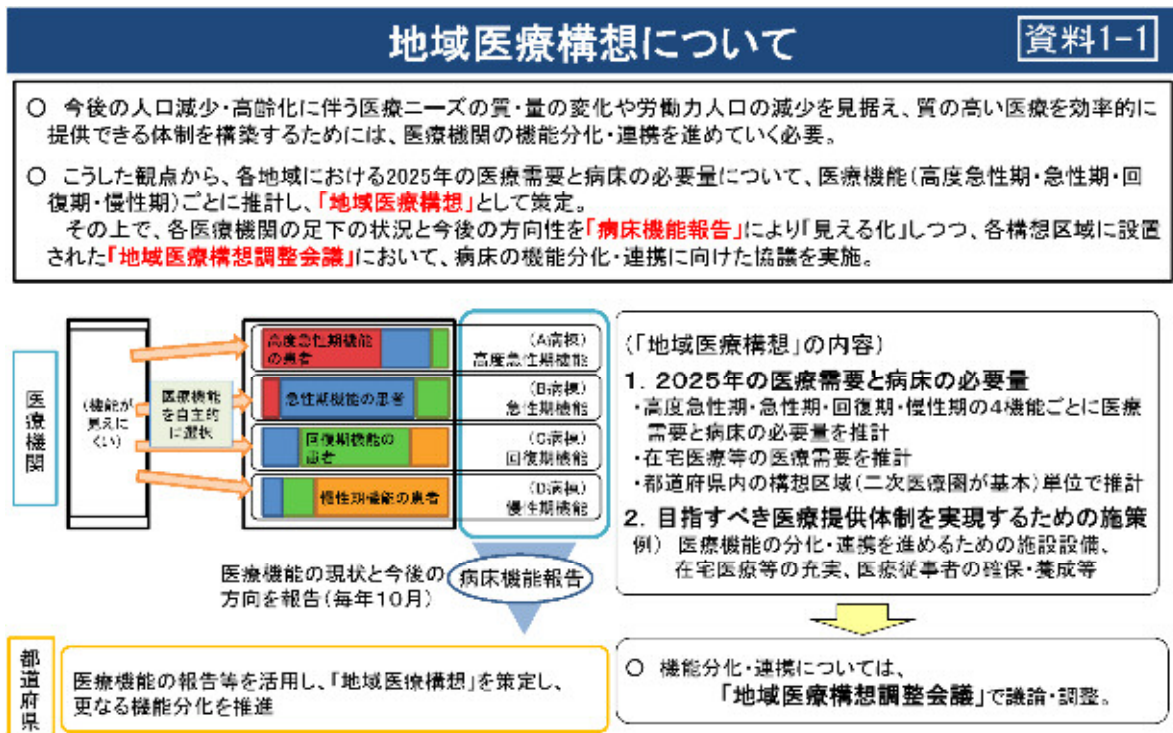 地域医療構想について
資料1-1
○ 今後の人口減少・高齢化に伴う医療ニーズの質・量の変化や労働力人口の減少を見据え、質の高い医療を効率的に
提供できる体制を構築するためには、医療機関の機能分化・連携を進めていく必要。
○ こうした観点から、各地域における2025年の医療需要と病床の必要量について、医療機能(高度急性期・急性期・回
復期・慢性期)ごとに推計し、「地域医療構想」として策定。
その上で、各医療機関の足下の状況と今後の方向性を「病床機能報告」により「見える化」しつつ、各構想区域に設置
された「地域医療構想調整会議」において、病床の機能分化・連携に向けた協議を実施。
医療機関
(機能が
見えに
くい)
医療機能
を自主的
に選択
高度急性期機能
の患者
(A病棟)
高度急性期機能
急性期機能の患者
(B病棟)
急性期機能
回復期機能の
患者
(C病棟)
回復期機能
慢性期機能の患者
(D病棟)
慢性期機能
医療機能の現状と今後の
方向を報告(毎年10月)
病床機能報告
都道府県
医療機能の報告等を活用し、「地域医療構想」を策定し、
更なる機能分化を推進
(「地域医療構想」の内容)
1. 2025年の医療需要と病床の必要量
・高度急性期・急性期・回復期・慢性期の4機能ごとに医療
需要と病床の必要量を推計
・在宅医療等の医療需要を推計
・都道府県内の構想区域(二次医療圏が基本)単位で推計
2. 目指すべき医療提供体制を実現するための施策
例) 医療機能の分化・連携を進めるための施設設備、
在宅医療等の充実、医療従事者の確保・養成等
○ 機能分化・連携については、
「地域医療構想調整会議」で議論・調整。